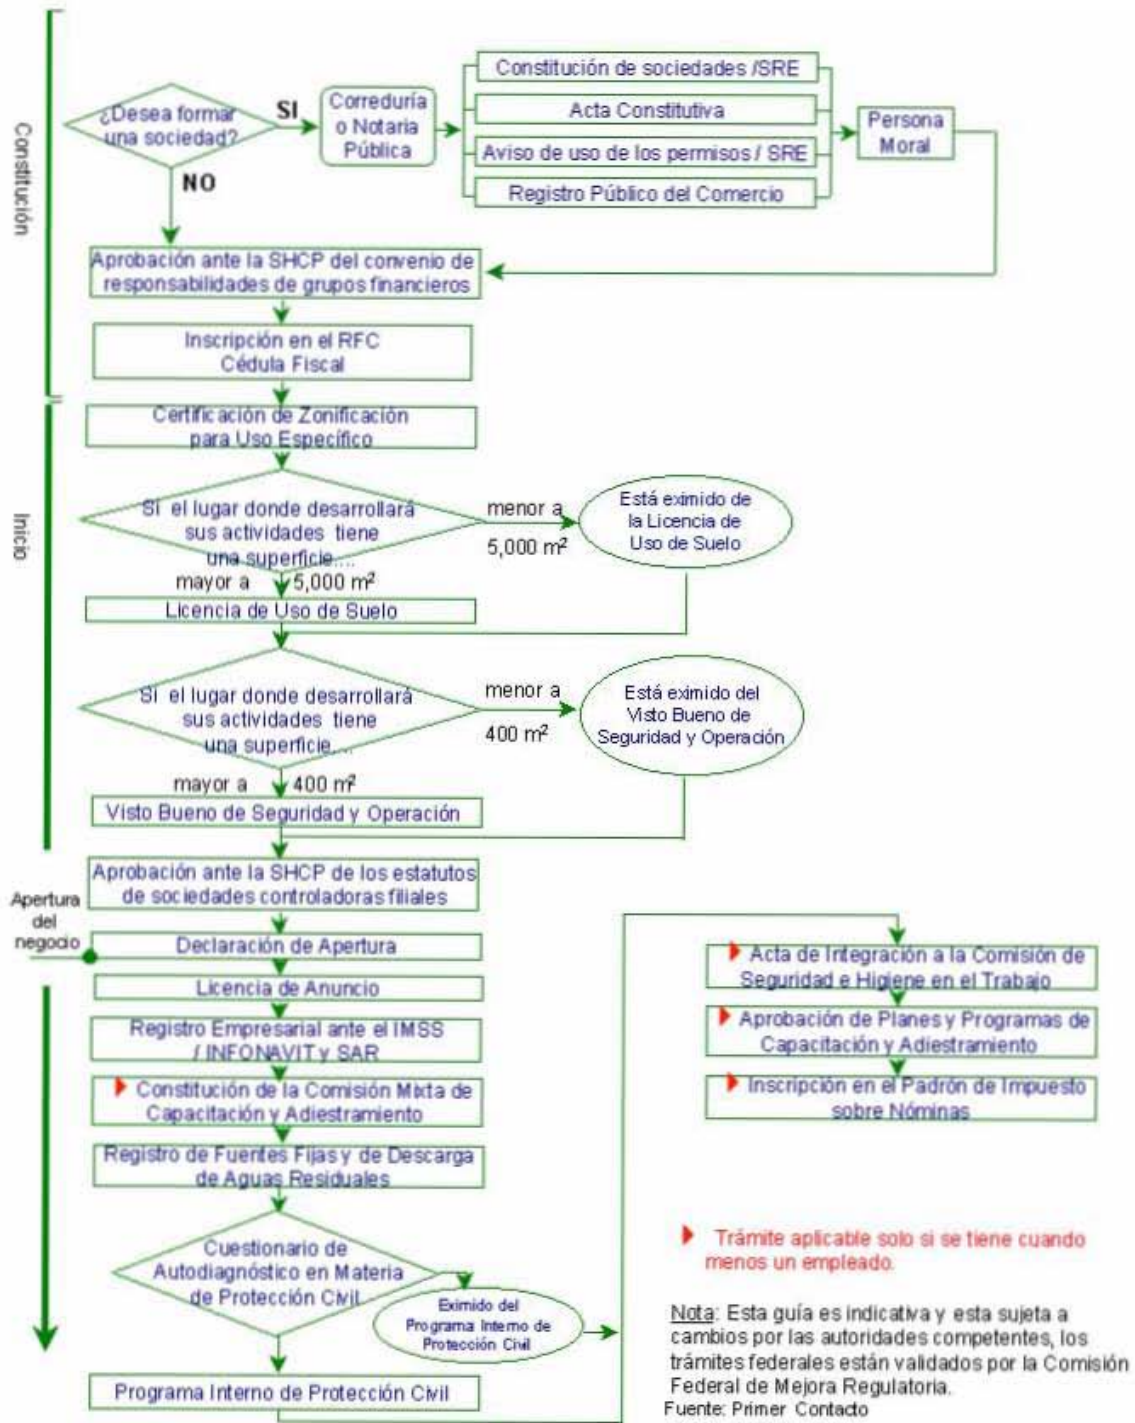 Constitución
¿Desea formar
una sociedad?
SI
NO
Correduría
o Notaria
Pública
Constitución de sociedades /SRE
Acta Constitutiva
Aviso de uso de los permisos / SRE
Registro Público del Comercio
Persona
Moral
Aprobación ante la SHCP del convenio de
responsabilidades de grupos financieros
Inscripción en el RFC
Cédula Fiscal
Inicio
Certificación de Zonificación
para Uso Específico
Si el lugar donde desarrollará
sus actividades tiene
una superficie....
menor a
5,000 m²
Está eximido de
la Licencia de
Uso de Suelo
mayor a 5,000 m²
Licencia de Uso de Suelo
Si el lugar donde desarrollará
sus actividades tiene
una superficie....
menor a
400 m²
Está eximido del
Visto Bueno de
Seguridad y Operación
mayor a 400 m²
Visto Bueno de Seguridad y Operación
Aprobación ante la SHCP de los estatutos
de sociedades controladoras filiales
Apertura
del
negocio
Declaración de Apertura
Licencia de Anuncio
Registro Empresarial ante el IMSS
/ INFONAVIT y SAR
Constitución de la Comisión Mixta de
Capacitación y Adiestramiento
Registro de Fuentes Fijas y de Descarga
de Aguas Residuales
Cuestionario de
Autodiagnóstico en Materia
de Protección Civil
Eximido del
Programa Interno de
Protección Civil
Programa Interno de Protección Civil
Acta de Integración a la Comisión de
Seguridad e Higiene en el Trabajo
Aprobación de Planes y Programas de
Capacitación y Adiestramiento
Inscripción en el Padrón de Impuesto
sobre Nóminas
Trámite aplicable solo si se tiene cuando
menos un empleado.
Nota: Esta guía es indicativa y esta sujeta a
cambios por las autoridades competentes, los
trámites federales están validados por la Comisión
Federal de Mejora Regulatoria.
Fuente: Primer Contacto